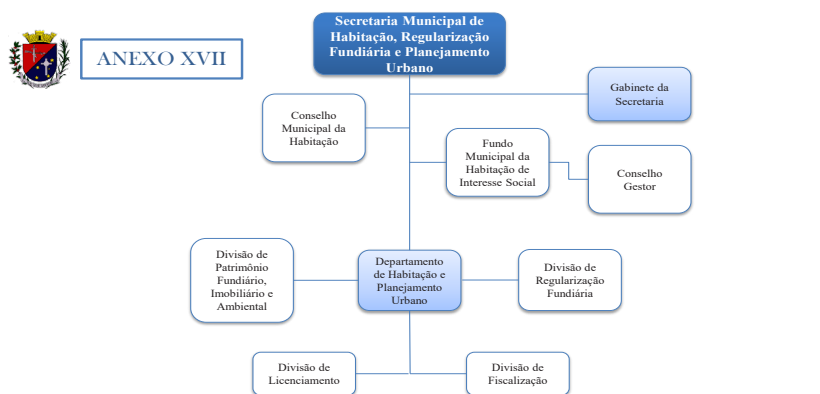 Secretaria Municipal de
Habitação, Regularização
Fundiária e Planejamento
Urbano
ANEXO XVII
Gabinete da
Secretaria
Conselho
Municipal da
Habitação
Fundo
Municipal da
Habitação de
Interesse Social
Conselho
Gestor
Divisão de
Patrimônio
Fundiário,
Imobiliário e
Ambiental
Departamento
de Habitação e
Planejamento
Urbano
Divisão de
Regularização
Fundiária
Divisão de
Licenciamento
Divisão de
Fiscalização